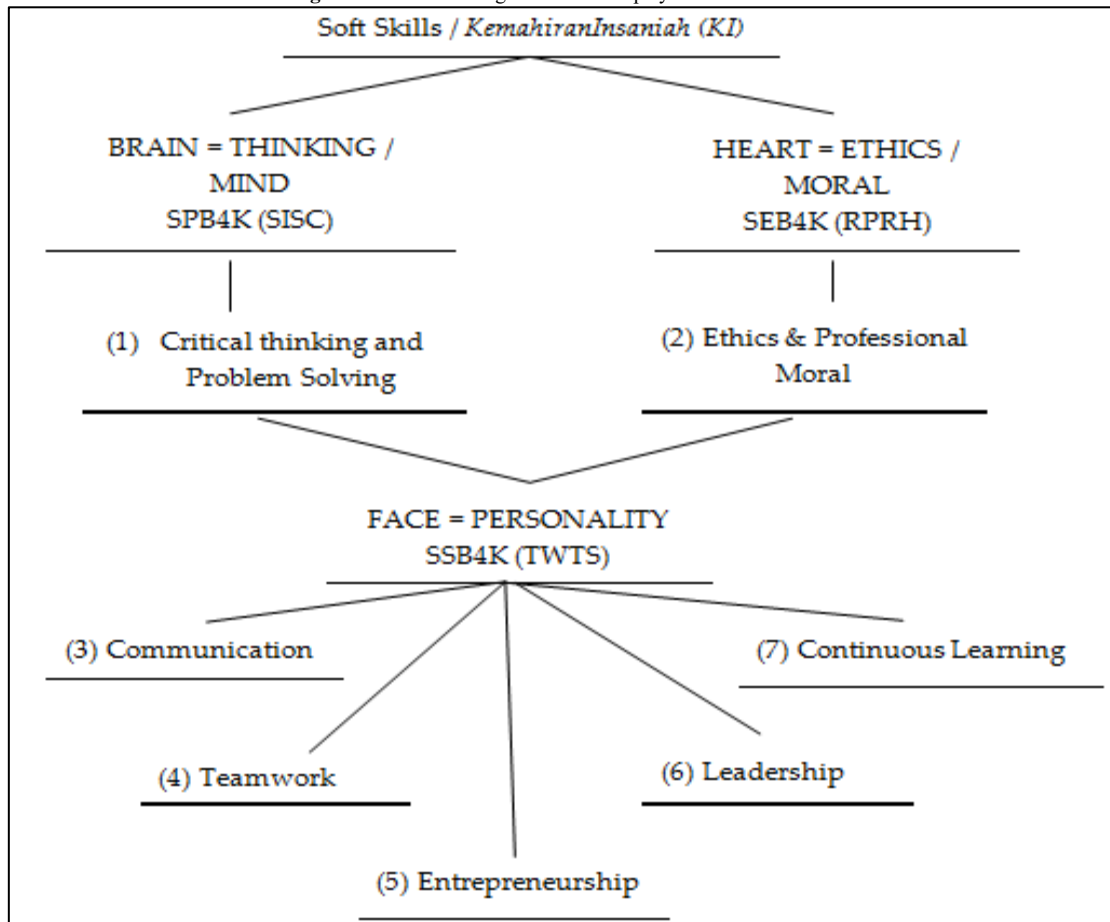 Soft Skills / KemahiranInsaniah (KI)
BRAIN = THINKING /
MIND
SPB4K (SISC)
HEART = ETHICS /
MORAL
SEB4K (RPRH)
(1) Critical thinking and
Problem Solving
(2) Ethics & Professional
Moral
FACE = PERSONALITY
SSB4K (TWTS)
(3) Communication
(7) Continuous Learning
(4) Teamwork
(6) Leadership
(5) Entrepreneurship